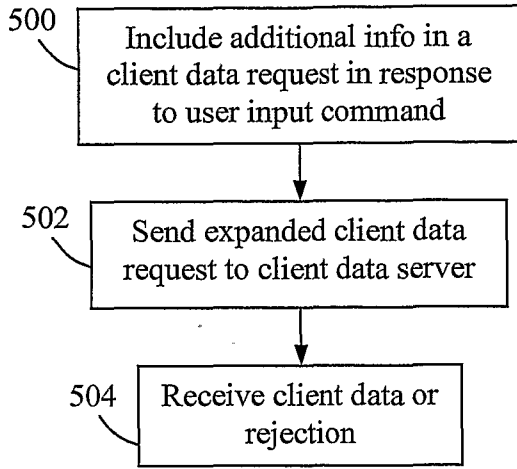 500
Include additional info in a
client data request in response
to user input command
502
Send expanded client data
request to client data server
504
Receive client data or
rejection